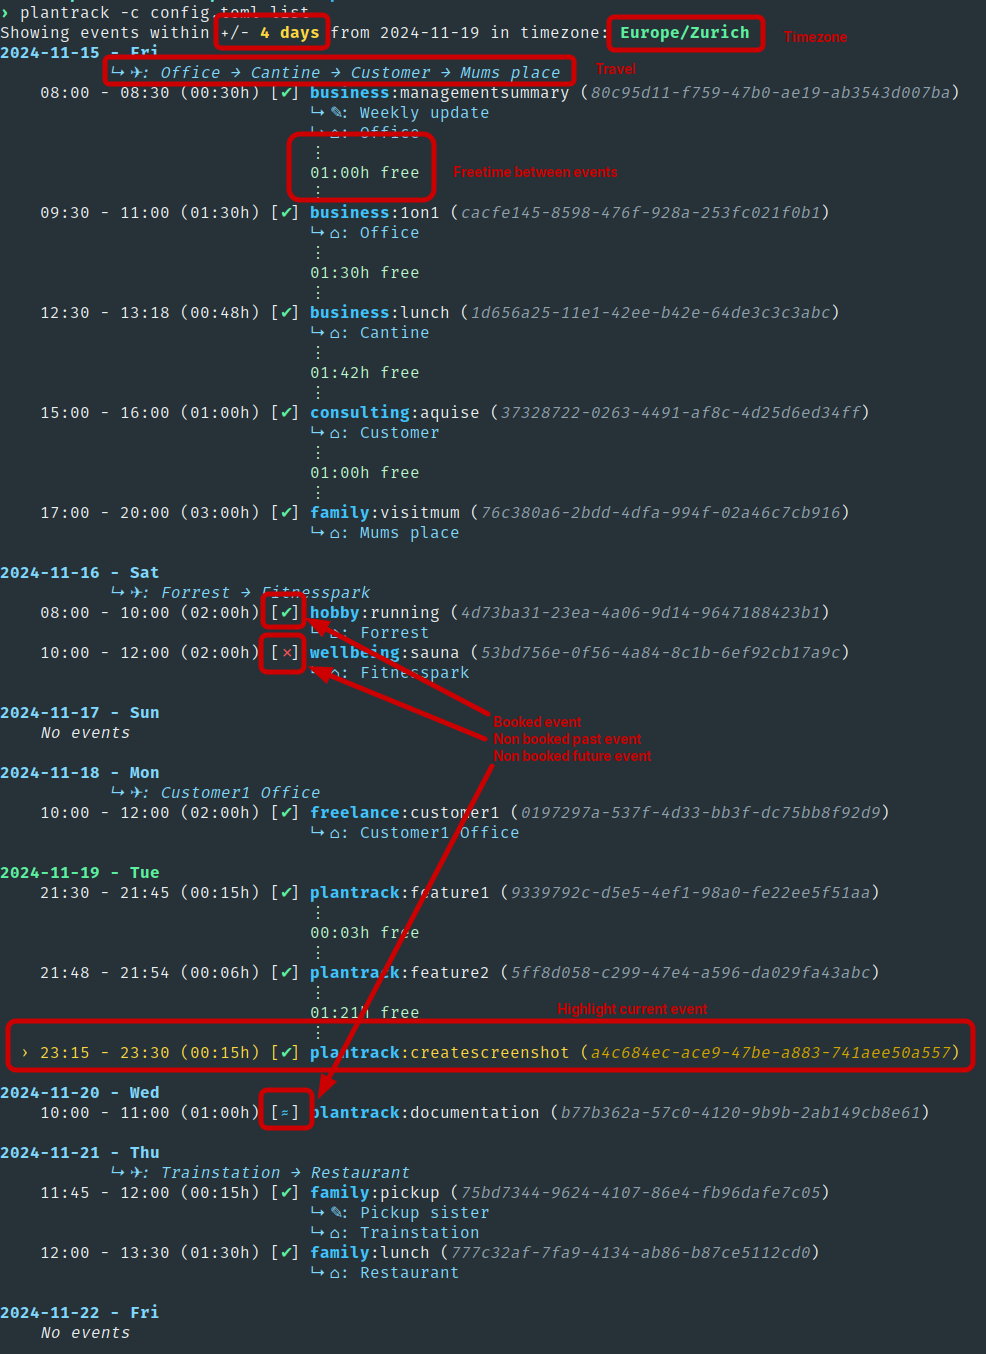 › plantrack -c config.toml list
Showing events within +/- 4 days from 2024-11-19 in timezone: Europe/Zurich Timezone
2024-11-15 - Fri
↪ ✈: Office → Cantine → Customer → Mums place Travel
08:00 - 08:30 (00:30h) [✔] business:managementsummary (80c95d11-f759-47b0-ae19-ab3543d007ba)
↪ ✎: Weekly update
↪ ⌂: Office
⋮
01:00h free Freetime between events
⋮
09:30 - 11:00 (01:30h) [✔] business:1on1 (cacfe145-8598-476f-928a-253fc021f0b1)
↪ ⌂: Office
⋮
01:30h free
⋮
12:30 - 13:18 (00:48h) [✔] business:lunch (1d656a25-11e1-42ee-b42e-64de3c3c3abc)
↪ ⌂: Cantine
⋮
01:42h free
⋮
15:00 - 16:00 (01:00h) [✔] consulting:aquise (37328722-0263-4491-af8c-4d25d6ed34ff)
↪ ⌂: Customer
⋮
01:00h free
⋮
17:00 - 20:00 (03:00h) [✔] family:visitmum (76c380a6-2bdd-4dfa-994f-02a46c7cb916)
↪ ⌂: Mums place
2024-11-16 - Sat
↪ ✈: Forrest → Fitnesspark
08:00 - 10:00 (02:00h) [✔] hobby:running (4d73ba31-23ea-4a06-9d14-9647188423b1)
↪ ⌂: Forrest
10:00 - 12:00 (02:00h) [×] wellbeing:sauna (53bd756e-0f56-4a84-8c1b-6ef92cb17a9c)
↪ ⌂: Fitnesspark
2024-11-17 - Sun
No events
Booked event
Non booked past event
Non booked future event
2024-11-18 - Mon
↪ ✈: Customer1 Office
10:00 - 12:00 (02:00h) [✔] freelance:customer1 (0197297a-537f-4d33-bb3f-dc75bb8f92d9)
↪ ⌂: Customer1 Office
2024-11-19 - Tue
21:30 - 21:45 (00:15h) [✔] plantrack:feature1 (9339792c-d5e5-4ef1-98a0-fe22ee5f51aa)
⋮
00:03h free
⋮
21:48 - 21:54 (00:06h) [✔] plantrack:feature2 (5ff8d058-c299-47e4-a596-da029fa43abc)
⋮
01:21h free
Highlight current event
⋮
› 23:15 - 23:30 (00:15h) [✔] plantrack:createscreenshot (a4c684ec-ace9-47be-a883-741aee50a557)
2024-11-20 - Wed
10:00 - 11:00 (01:00h) [≈] plantrack:documentation (b77b362a-57c0-4120-9b9b-2ab149cb8e61)
2024-11-21 - Thu
↪ ✈: Trainstation → Restaurant
11:45 - 12:00 (00:15h) [✔] family:pickup (75bd7344-9624-4107-86e4-fb96dafe7c05)
↪ ✎: Pickup sister
↪ ⌂: Trainstation
12:00 - 13:30 (01:30h) [✔] family:lunch (777c32af-7fa9-4134-ab86-b87ce5112cd0)
↪ ⌂: Restaurant
2024-11-22 - Fri
No events